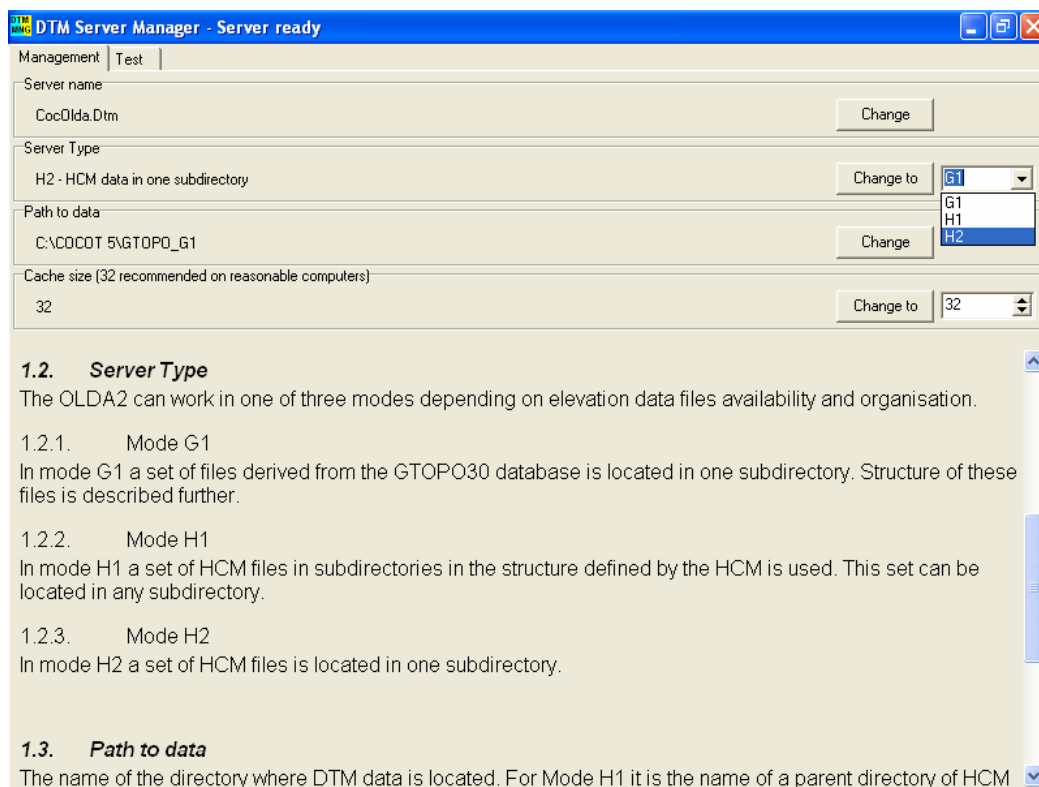 DTM MNG DTM Server Manager - Server ready
Management Test
Server name
CocOlda.Dtm Change
Server Type
H2 - HCM data in one subdirectory Change to G1
G1
H1
H2
Path to data
C:\COCOT 5\GTOPO_G1 Change
Cache size (32 recommended on reasonable computers)
32 Change to 32
1.2. Server Type
The OLDA2 can work in one of three modes depending on elevation data files availability and organisation.
1.2.1. Mode G1
In mode G1 a set of files derived from the GTOPO30 database is located in one subdirectory. Structure of these
files is described further.
1.2.2. Mode H1
In mode H1 a set of HCM files in subdirectories in the structure defined by the HCM is used. This set can be
located in any subdirectory.
1.2.3. Mode H2
In mode H2 a set of HCM files is located in one subdirectory.
1.3. Path to data
The name of the directory where DTM data is located. For Mode H1 it is the name of a parent directory of HCM